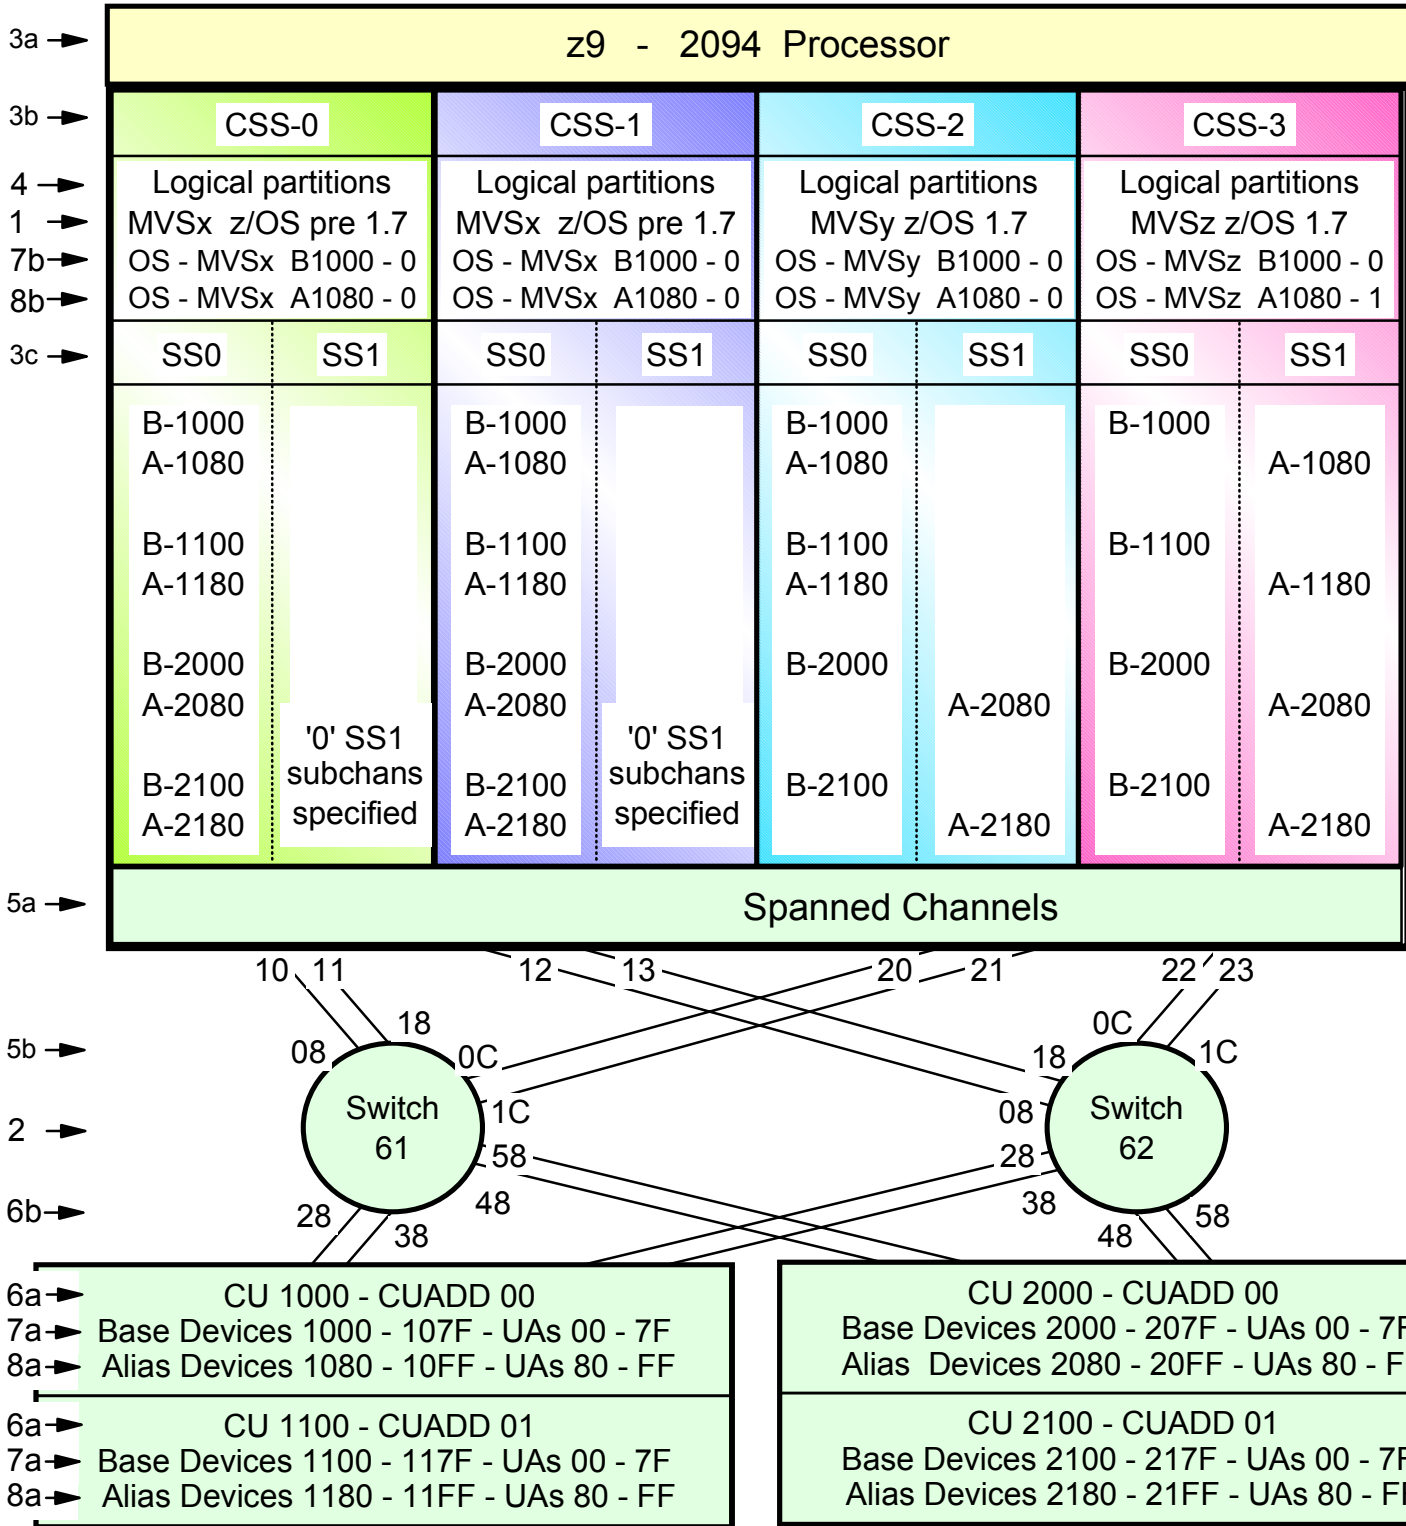 3a
z9 - 2094 Processor
3b
CSS-0 CSS-1 CSS-2 CSS-3
4
Logical partitions Logical partitions Logical partitions Logical partitions
1
MVSx z/OS pre 1.7 MVSx z/OS pre 1.7 MVSy z/OS 1.7 MVSz z/OS 1.7
7b
OS - MVSx B1000 - 0 OS - MVSx B1000 - 0 OS - MVSy B1000 - 0 OS - MVSz B1000 - 0
8b
OS - MVSx A1080 - 0 OS - MVSx A1080 - 0 OS - MVSy A1080 - 0 OS - MVSz A1080 - 1
3c
SS0 SS1 SS0 SS1 SS0 SS1 SS0 SS1
B-1000 B-1000 B-1000 B-1000
A-1080 A-1080 A-1080 A-1080
B-1100 B-1100 B-1100 B-1100
A-1180 A-1180 A-1180 A-1180
B-2000 B-2000 B-2000 B-2000
A-2080 A-2080 A-2080 A-2080
'0' SS1 '0' SS1
subchans subchans
B-2100 B-2100 B-2100 B-2100
specified specified
A-2180 A-2180 A-2180 A-2180
5a
Spanned Channels
10 11 12 13 20 21 22 23
5b
08 18 0C 18 0C 1C
1C 08
2
Switch
61
Switch
62
58 28
6b
28 38 48 38 48 58
6a
CU 1000 - CUADD 00
7a
Base Devices 1000 - 107F - UAs 00 - 7F
8a
Alias Devices 1080 - 10FF - UAs 80 - FF
CU 2000 - CUADD 00
Base Devices 2000 - 207F - UAs 00 - 7F
Alias Devices 2080 - 20FF - UAs 80 - F
6a
CU 1100 - CUADD 01
7a
Base Devices 1100 - 117F - UAs 00 - 7F
8a
Alias Devices 1180 - 11FF - UAs 80 - FF
CU 2100 - CUADD 01
Base Devices 2100 - 217F - UAs 00 - 7F
Alias Devices 2180 - 21FF - UAs 80 - FF